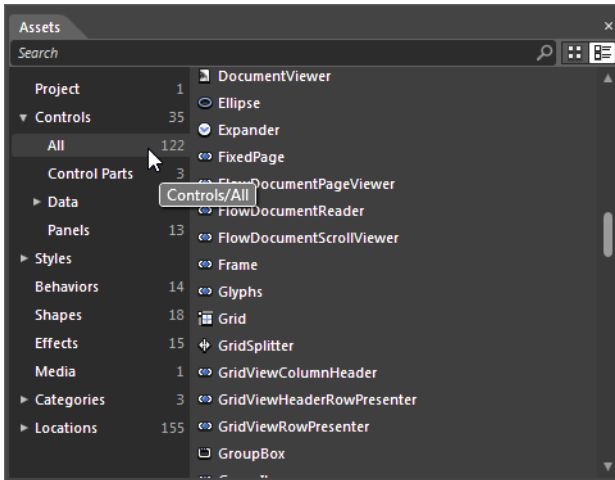 Assets
Search
Project 1
Controls 35
All 122
Control Parts 3
Controls/All
Data
Panels 13
Styles
Behaviors 14
Shapes 18
Effects 15
Media 1
Categories 3
Locations 155
DocumentViewer
Ellipse
Expander
FixedPage
FlowDocumentPageViewer
FlowDocumentReader
FlowDocumentScrollViewer
Frame
Glyphs
Grid
GridSplitter
GridViewColumnHeader
GridViewHeaderRowPresenter
GridViewRowPresenter
GroupBox